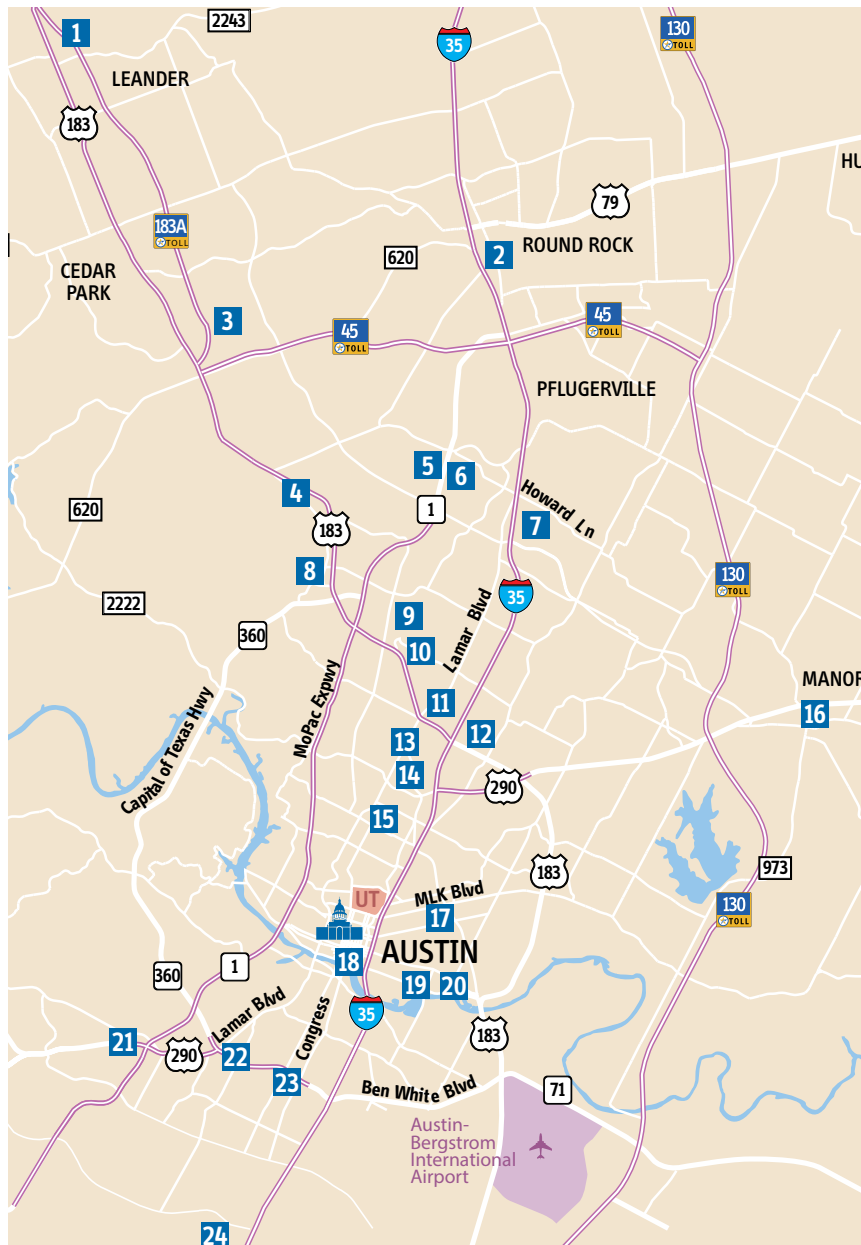 2243
35
130
TOLL
1
LEANDER
183
HU
79
183A
TOLL
ROUND ROCK
2
620
CEDAR
PARK
3
45
TOLL
45
TOLL
PFLUGERVILLE
5
6
4
Howard Ln
620
1
7
183
8
130
TOLL
35
2222
9
Lamar Blvd
360
10
MANOR
11
16
MoPac Expwy
12
Capital of Texas Hwy
13
14
290
15
183
973
UT
MLK Blvd
130
TOLL
17
AUSTIN
18
1
360
19
20
Lamar Blvd
Congress
35
183
21
290
22
23
Ben White Blvd
71
Austin-
Bergstrom
International
Airport
24